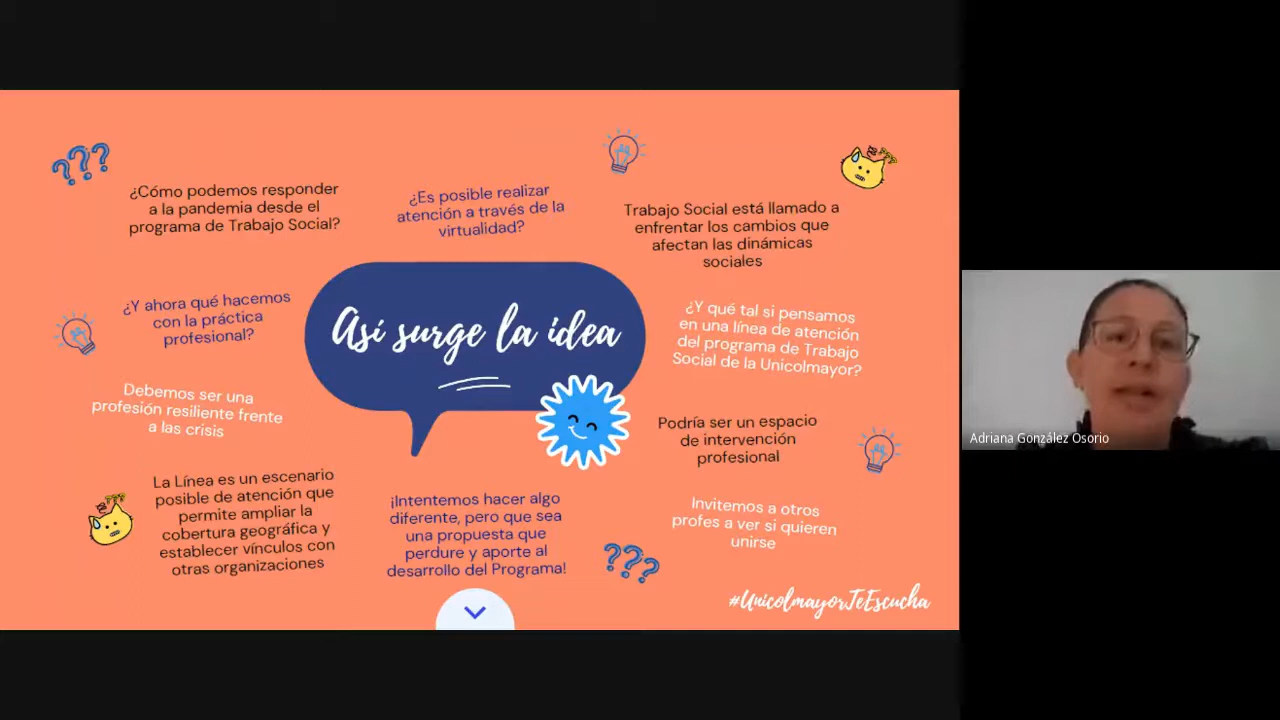 ¿Cómo podemos responder
a la pandemia desde el
programa de Trabajo Social?
¿Es posible realizar
atención a través de la
virtualidad?
Trabajo Social está llamado a
enfrentar los cambios que
afectan las dinámicas
sociales
¿Y ahora qué hacemos
con la práctica
profesional?
Así surge la idea
¿Y qué tal si pensamos
en una línea de atención
del programa de Trabajo
Social de la Unicolmayor?
Debemos ser una
profesión resiliente frente
a las crisis
Podría ser un espacio
de intervención
profesional
La Línea es un escenario
posible de atención que
permite ampliar la
cobertura geográfica y
establecer vínculos con
otras organizaciones
¡Intentemos hacer algo
diferente, pero que sea
una propuesta que
perdure y aporte al
desarrollo del Programa!
Invitemos a otros
profes a ver si quieren
unirse
#UnicolmayorTeEscucha
Adriana González Osorio